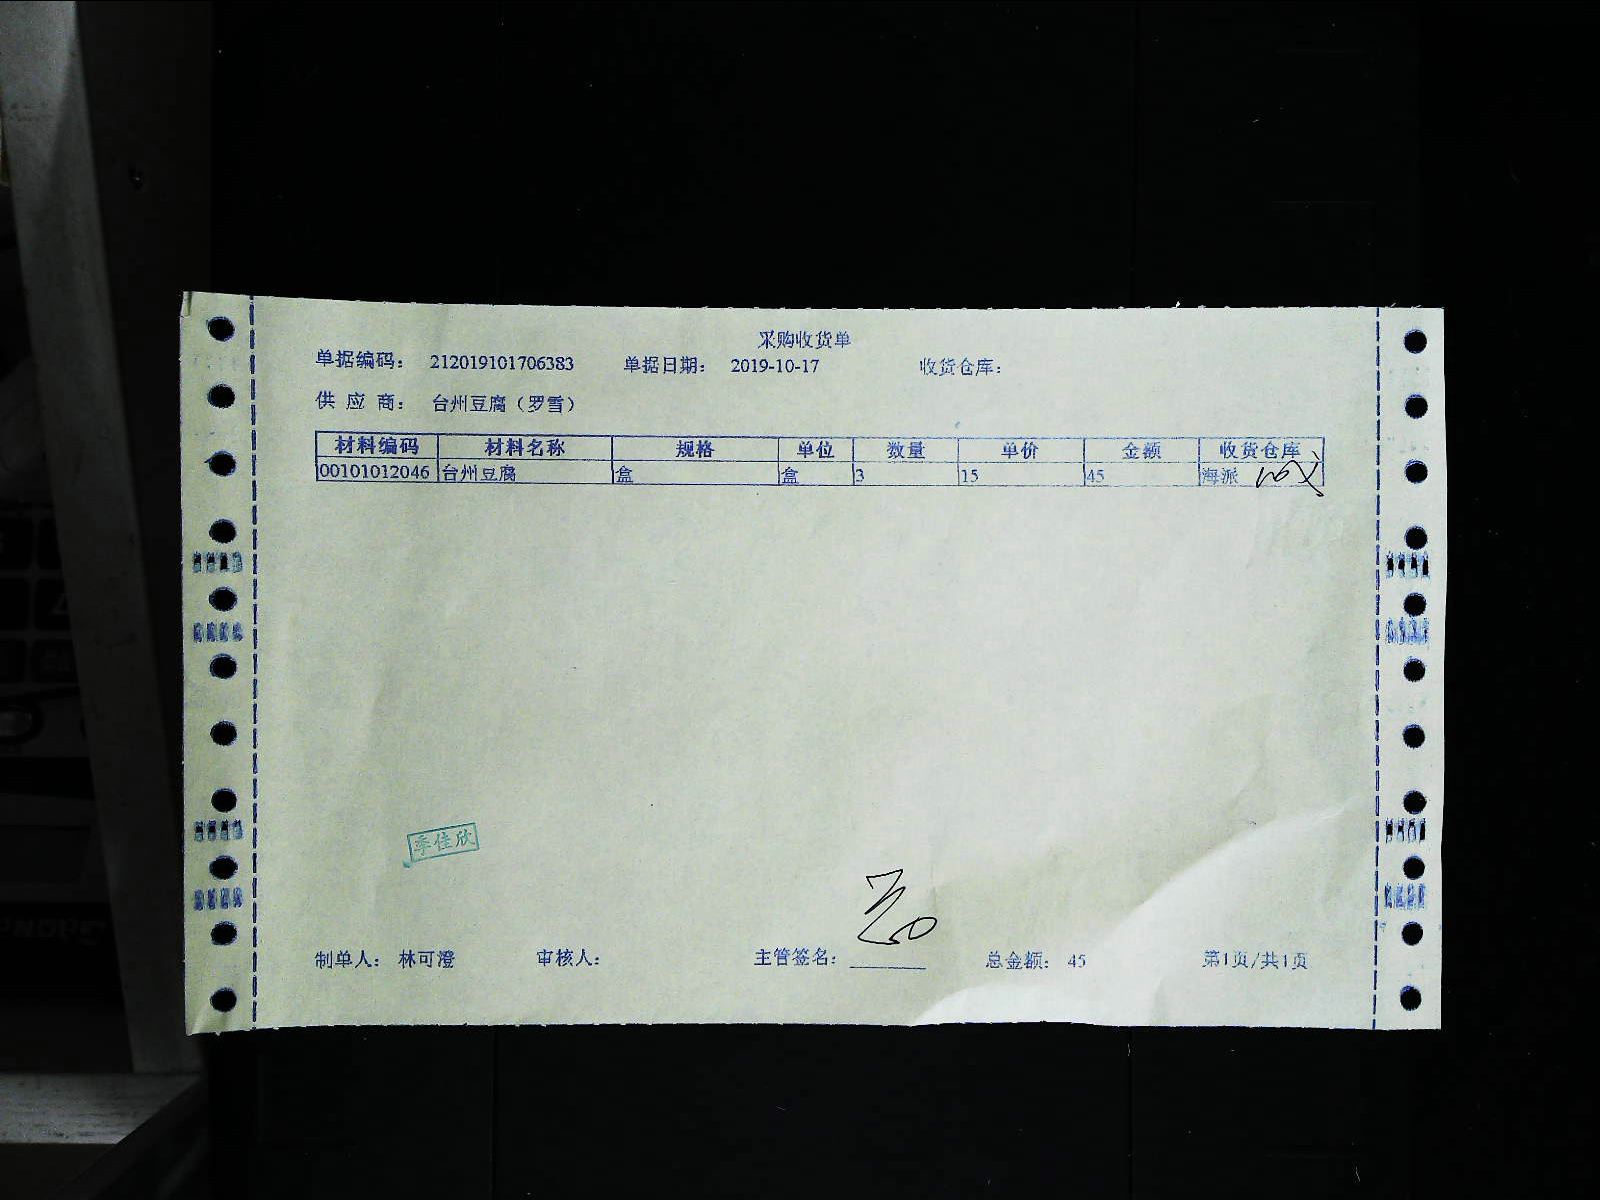 采购收货单
单据编码： 212019101706383 单据日期： 2019-10-17 收货仓库：
供 应 商： 台州豆腐（罗雪）
材料编码 材料名称 规格 单位 数量 单价 金额 收货仓库
00101012046 台州豆腐 盒 盒 3 15 45 海派
季佳欣
制单人： 林可澄 审核人： 主管签名： 总金额： 45 第1页/共1页